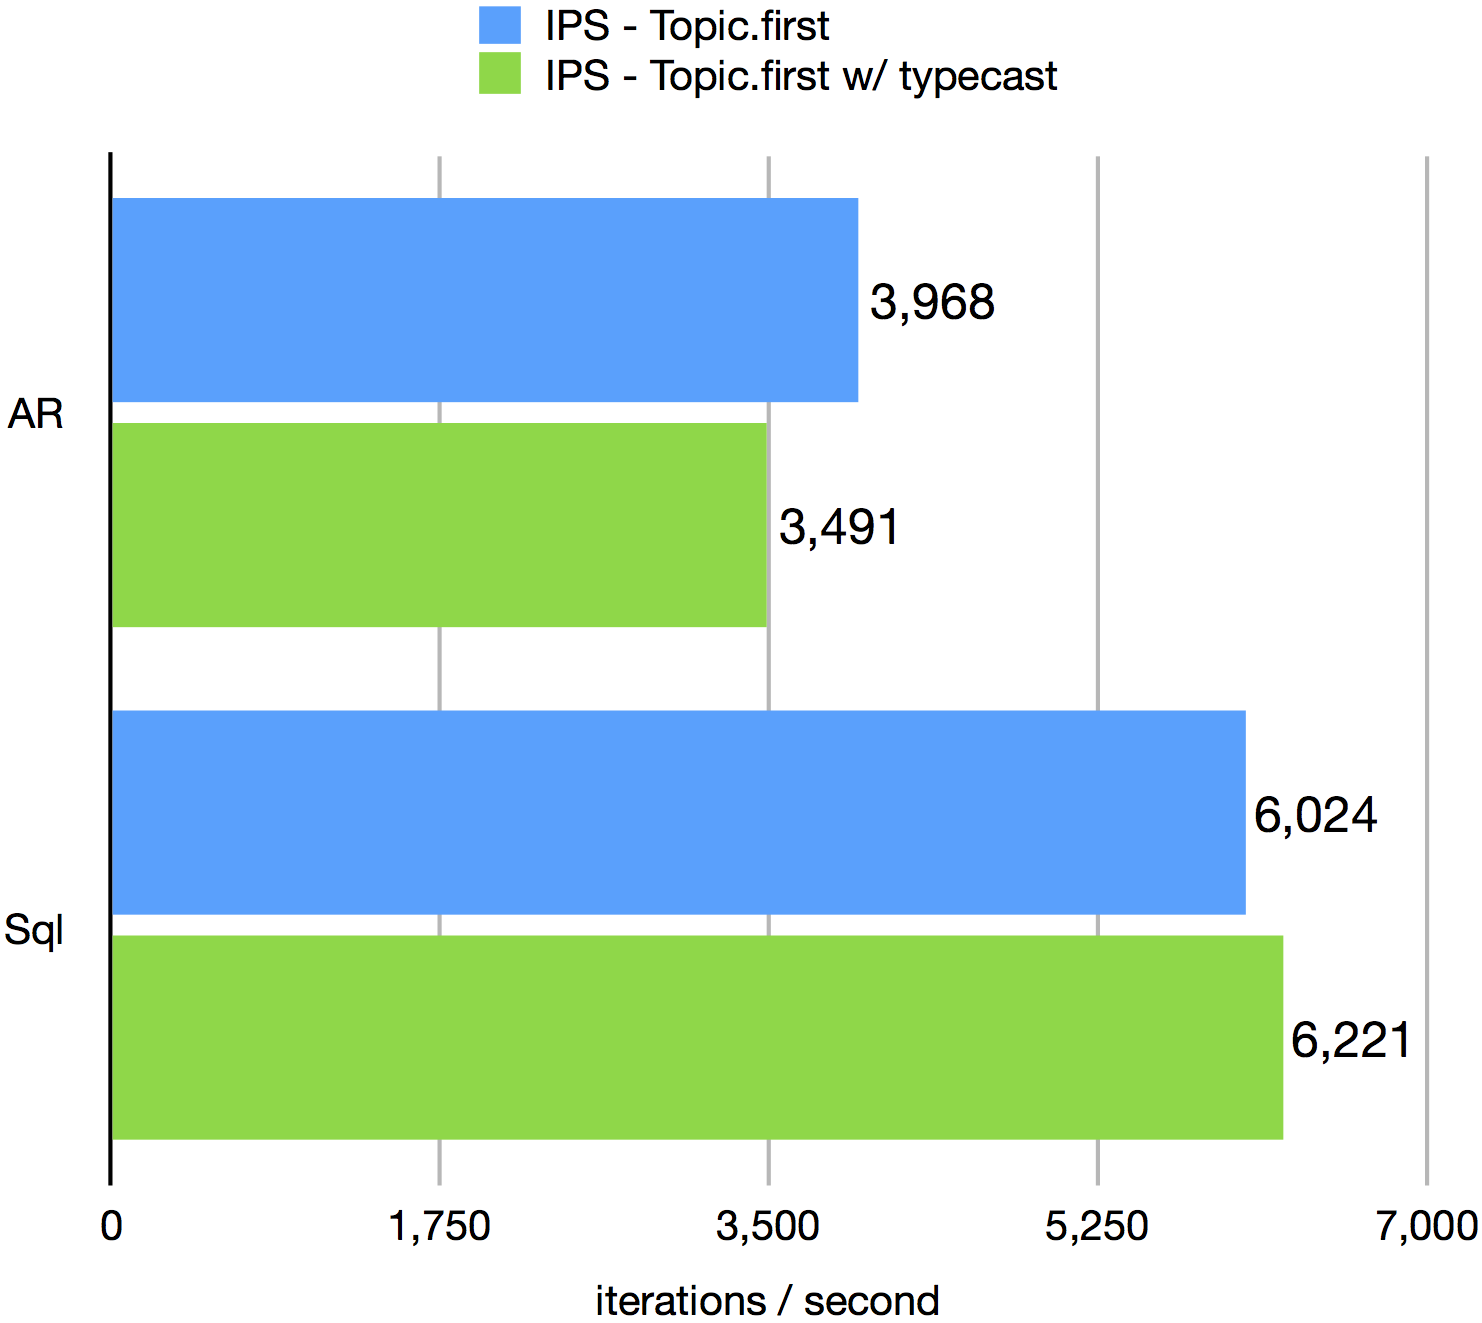 IPS - Topic.first
IPS - Topic.first w/ typecast
3,968
AR
3,491
6,024
Sql
6,221
0 1,750 3,500 5,250 7,000
iterations / second